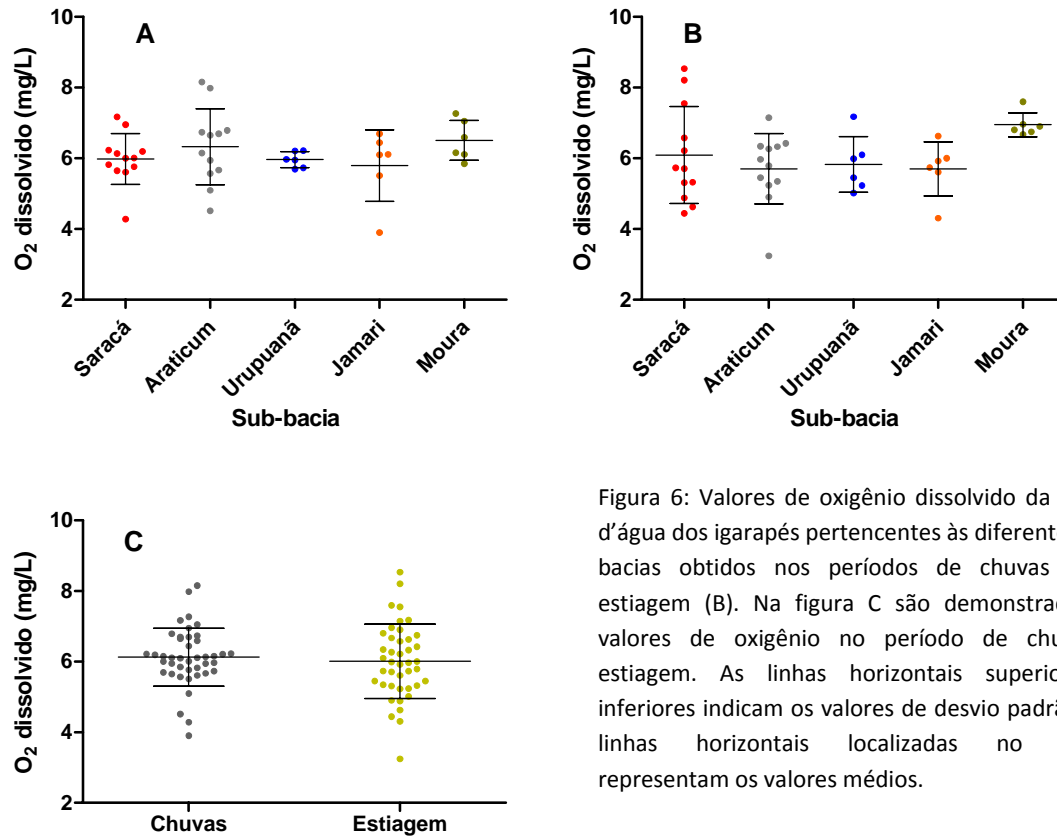 10
8
6
4
2
O2 dissolvido (mg/L)
A
Saracá
Araticum
Urupuanã
Jamari
Moura
Sub-bacia
10
8
6
4
2
O2 dissolvido (mg/L)
B
Saracá
Araticum
Urupuanã
Jamari
Moura
Sub-bacia
10
8
6
4
2
O2 dissolvido (mg/L)
C
Chuvas
Estiagem
Figura 6: Valores de oxigênio dissolvido da
d’água dos igarapés pertencentes às diferent
bacias obtidos nos períodos de chuvas
estiagem (B). Na figura C são demonstra
valores de oxigênio no período de chu
estiagem. As linhas horizontais superio
inferiores indicam os valores de desvio padrã
linhas horizontais localizadas no
representam os valores médios.